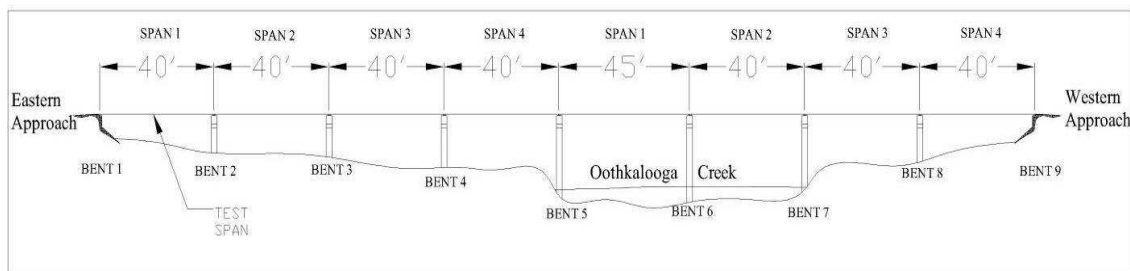 SPAN 1 SPAN 2 SPAN 3 SPAN 4 SPAN 1 SPAN 2 SPAN 3 SPAN 4
40' 40' 40' 40' 45' 40' 40' 40'
Eastern
Approach
Western
Approach
BENT 1
BENT 2
BENT 3
BENT 4
BENT 5
BENT 6
BENT 7
BENT 8
BENT 9
Oothkalooga Creek
TEST
SPAN